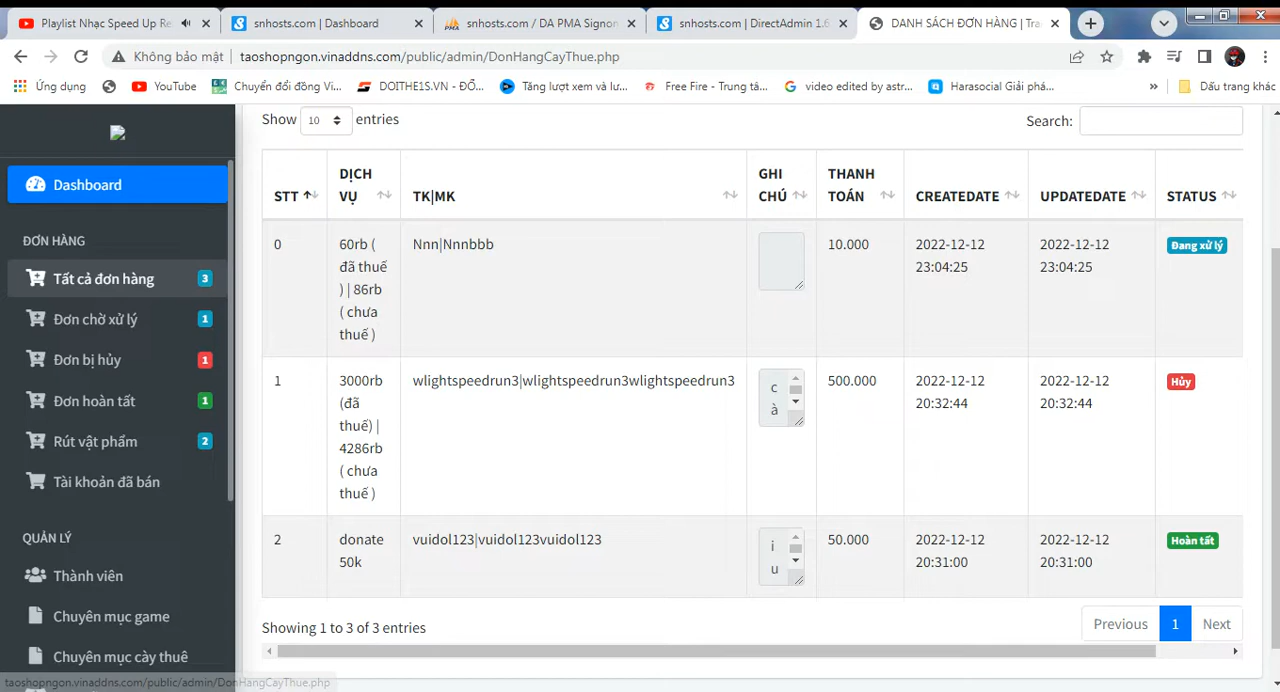 Playlist Nhạc Speed Up Re
snhosts.com | Dashboard
snhosts.com / DA PMA Signon
snhosts.com | DirectAdmin 1.6
DANH SÁCH ĐƠN HÀNG | Tra
Không bảo mật | taoshopngon.vinaddns.com/public/admin/DonHangCayThue.php
Ứng dụng
YouTube
Chuyển đổi đồng Vi...
DOITHE1S.VN - ĐỔ...
Tăng lượt xem và lư...
Free Fire - Trung tâ...
video edited by astr...
Harasocial Giải phá...
»
Dấu trang khác
Dashboard
ĐƠN HÀNG
Tất cả đơn hàng 3
Đơn chờ xử lý 1
Đơn bị hủy 1
Đơn hoàn tất 1
Rút vật phẩm 2
Tài khoản đã bán
QUẢN LÝ
Thành viên
Chuyên mục game
Chuyên mục cày thuê
taoshopngon.vinaddns.com/public/admin/DonHangCayThue.php
Show 10 entries
Search:
STT
DỊCH
VỤ
TK|MK
GHI
CHÚ
THANH
TOÁN
CREATEDATE
UPDATEDATE
STATUS
0
60rb (
đã thuế
) | 86rb
( chưa
thuế )
Nnn|Nnnbbb
10.000
2022-12-12
23:04:25
2022-12-12
23:04:25
Đang xử lý
1
3000rb
(đã
thuế) |
4286rb
( chưa
thuế )
wlightspeedrun3|wlightspeedrun3wlightspeedrun3
c
à
500.000
2022-12-12
20:32:44
2022-12-12
20:32:44
Hủy
2
donate
50k
vuidol123|vuidol123vuidol123
i
u
50.000
2022-12-12
20:31:00
2022-12-12
20:31:00
Hoàn tất
Showing 1 to 3 of 3 entries
Previous 1 Next